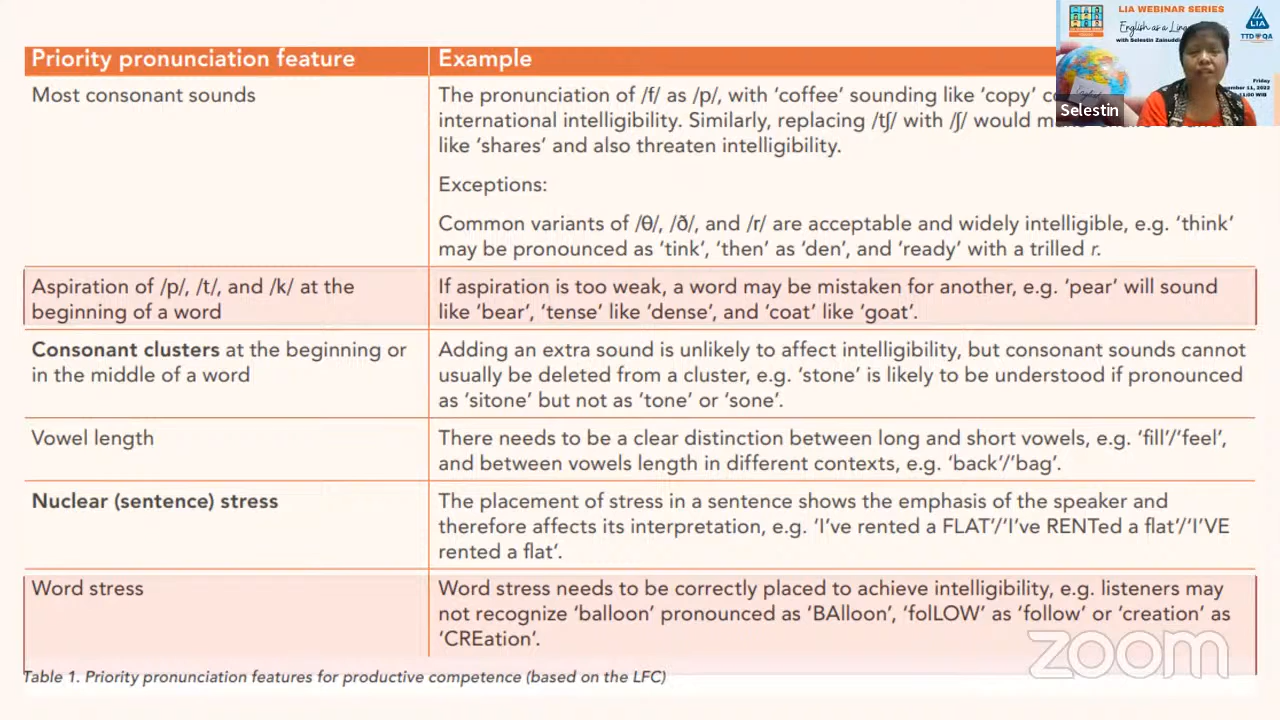 Priority pronunciation feature
Example
Most consonant sounds
The pronunciation of /f/ as /p/, with ‘coffee’ sounding like ‘copy’
international intelligibility. Similarly, replacing /tʃ/ with /ʃ/ would
like ‘shares’ and also threaten intelligibility.
Exceptions:
Common variants of /θ/, /ð/, and /r/ are acceptable and widely intelligible, e.g. ‘think’
may be pronounced as ‘tink’, ‘then’ as ‘den’, and ‘ready’ with a trilled r.
Aspiration of /p/, /t/, and /k/ at the
beginning of a word
If aspiration is too weak, a word may be mistaken for another, e.g. ‘pear’ will sound
like ‘bear’, ‘tense’ like ‘dense’, and ‘coat’ like ‘goat’.
Consonant clusters at the beginning or
in the middle of a word
Adding an extra sound is unlikely to affect intelligibility, but consonant sounds cannot
usually be deleted from a cluster, e.g. ‘stone’ is likely to be understood if pronounced
as ‘sitone’ but not as ‘tone’ or ‘sone’.
Vowel length
There needs to be a clear distinction between long and short vowels, e.g. ‘fill’/‘feel’,
and between vowels length in different contexts, e.g. ‘back’/‘bag’.
Nuclear (sentence) stress
The placement of stress in a sentence shows the emphasis of the speaker and
therefore affects its interpretation, e.g. ‘I’ve rented a FLAT’/‘I’ve RENTed a flat’/‘I’VE
rented a flat’.
Word stress
Word stress needs to be correctly placed to achieve intelligibility, e.g. listeners may
not recognize ‘balloon’ pronounced as ‘BAlloon’, ‘folLOW’ as ‘follow’ or ‘creation’ as
‘CREation’.
Table 1. Priority pronunciation features for productive competence (based on the LFC)
LIA WEBINAR SERIES
English as a
with Selestin
LIA
TTD QA
Friday
11, 2022
WIB
Selestin
zoom